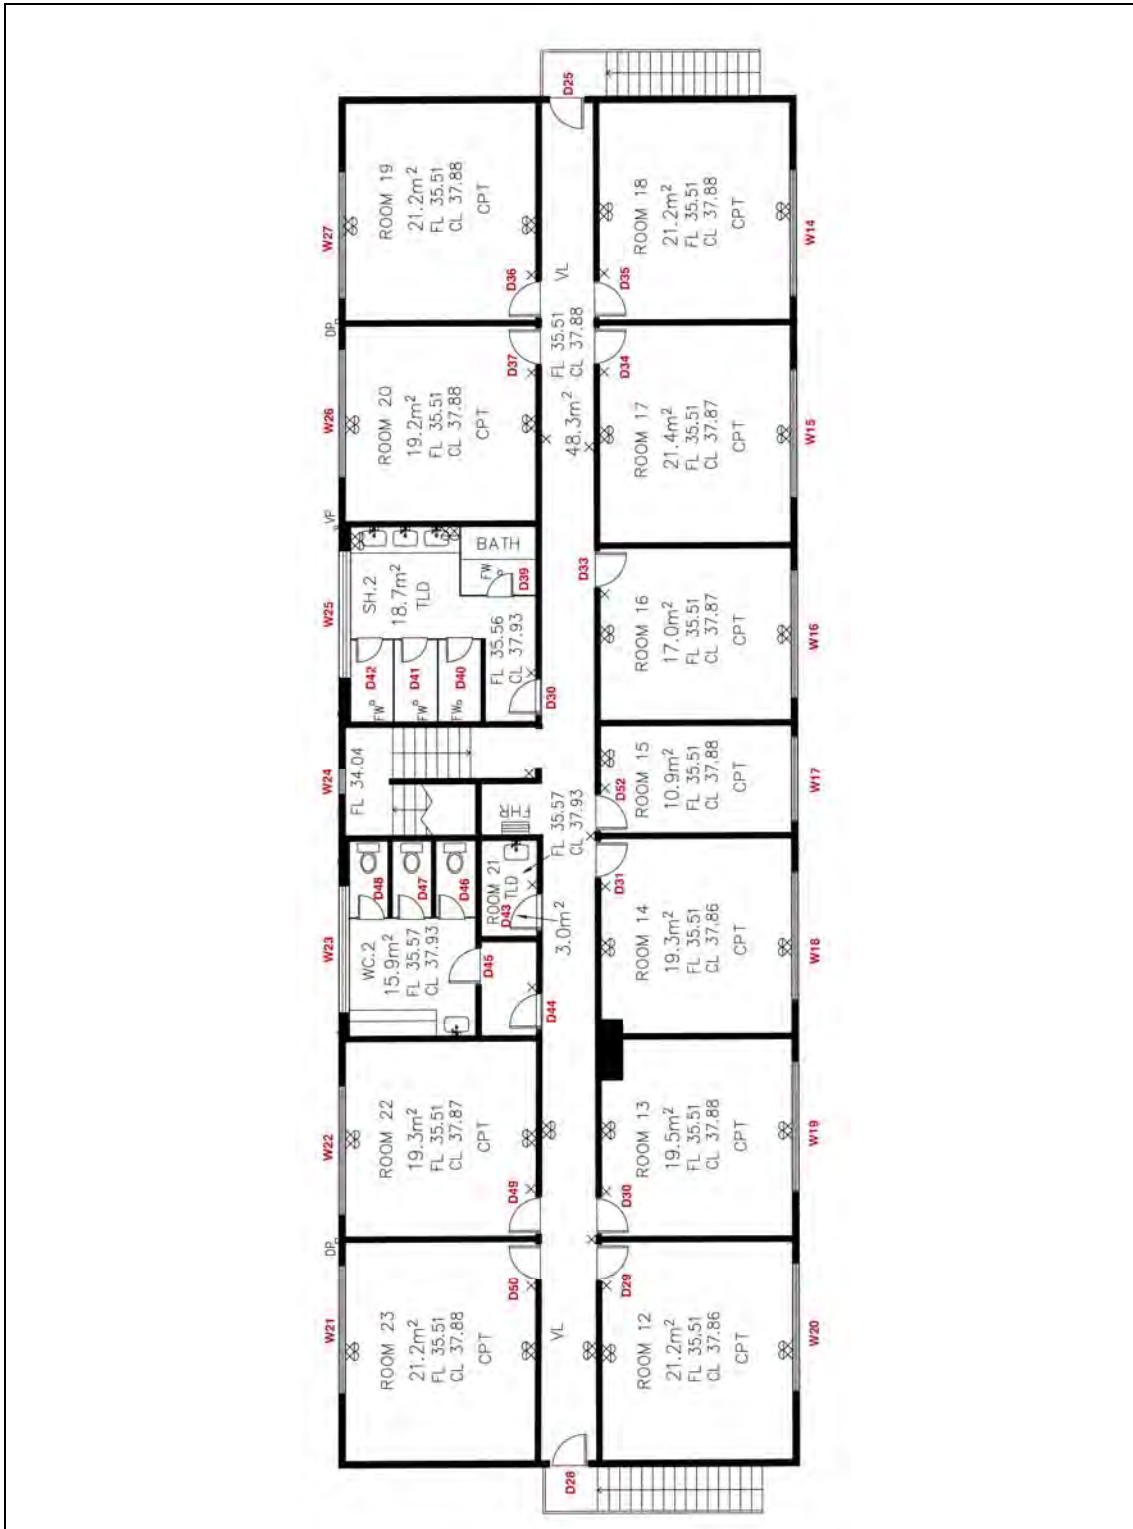 D25
ROOM 19
21.2m²
FL 35.51
CL 37.88
CPT
W27
D36
ROOM 18
21.2m²
FL 35.51
CL 37.88
CPT
W14
D35
VL
FL 35.51
CL 37.88
48.3m²
DP
ROOM 20
19.2m²
FL 35.51
CL 37.88
CPT
W26
D37
ROOM 17
21.4m²
FL 35.51
CL 37.87
CPT
W15
D34
VP
BATH
FW
D39
SH.2
18.7m²
TLD
FL 35.56
CL 37.93
W25
D42
D41
D40
FW
FW
FW
D30
D33
ROOM 16
17.0m²
FL 35.51
CL 37.87
CPT
W16
W24
FL 34.04
ROOM 15
10.9m²
FL 35.51
CL 37.88
CPT
W17
D52
FL 35.57
CL 37.93
ROOM 21
TLD
D43
3.0m²
D48
D47
D46
WC.2
15.9m²
FL 35.57
CL 37.93
W23
D45
D44
D31
ROOM 14
19.3m²
FL 35.51
CL 37.86
CPT
W18
ROOM 22
19.3m²
FL 35.51
CL 37.87
CPT
W22
D49
ROOM 13
19.5m²
FL 35.51
CL 37.88
CPT
W19
D30
DP
ROOM 23
21.2m²
FL 35.51
CL 37.88
CPT
W21
D50
VL
D29
ROOM 12
21.2m²
FL 35.51
CL 37.86
CPT
W20
D28